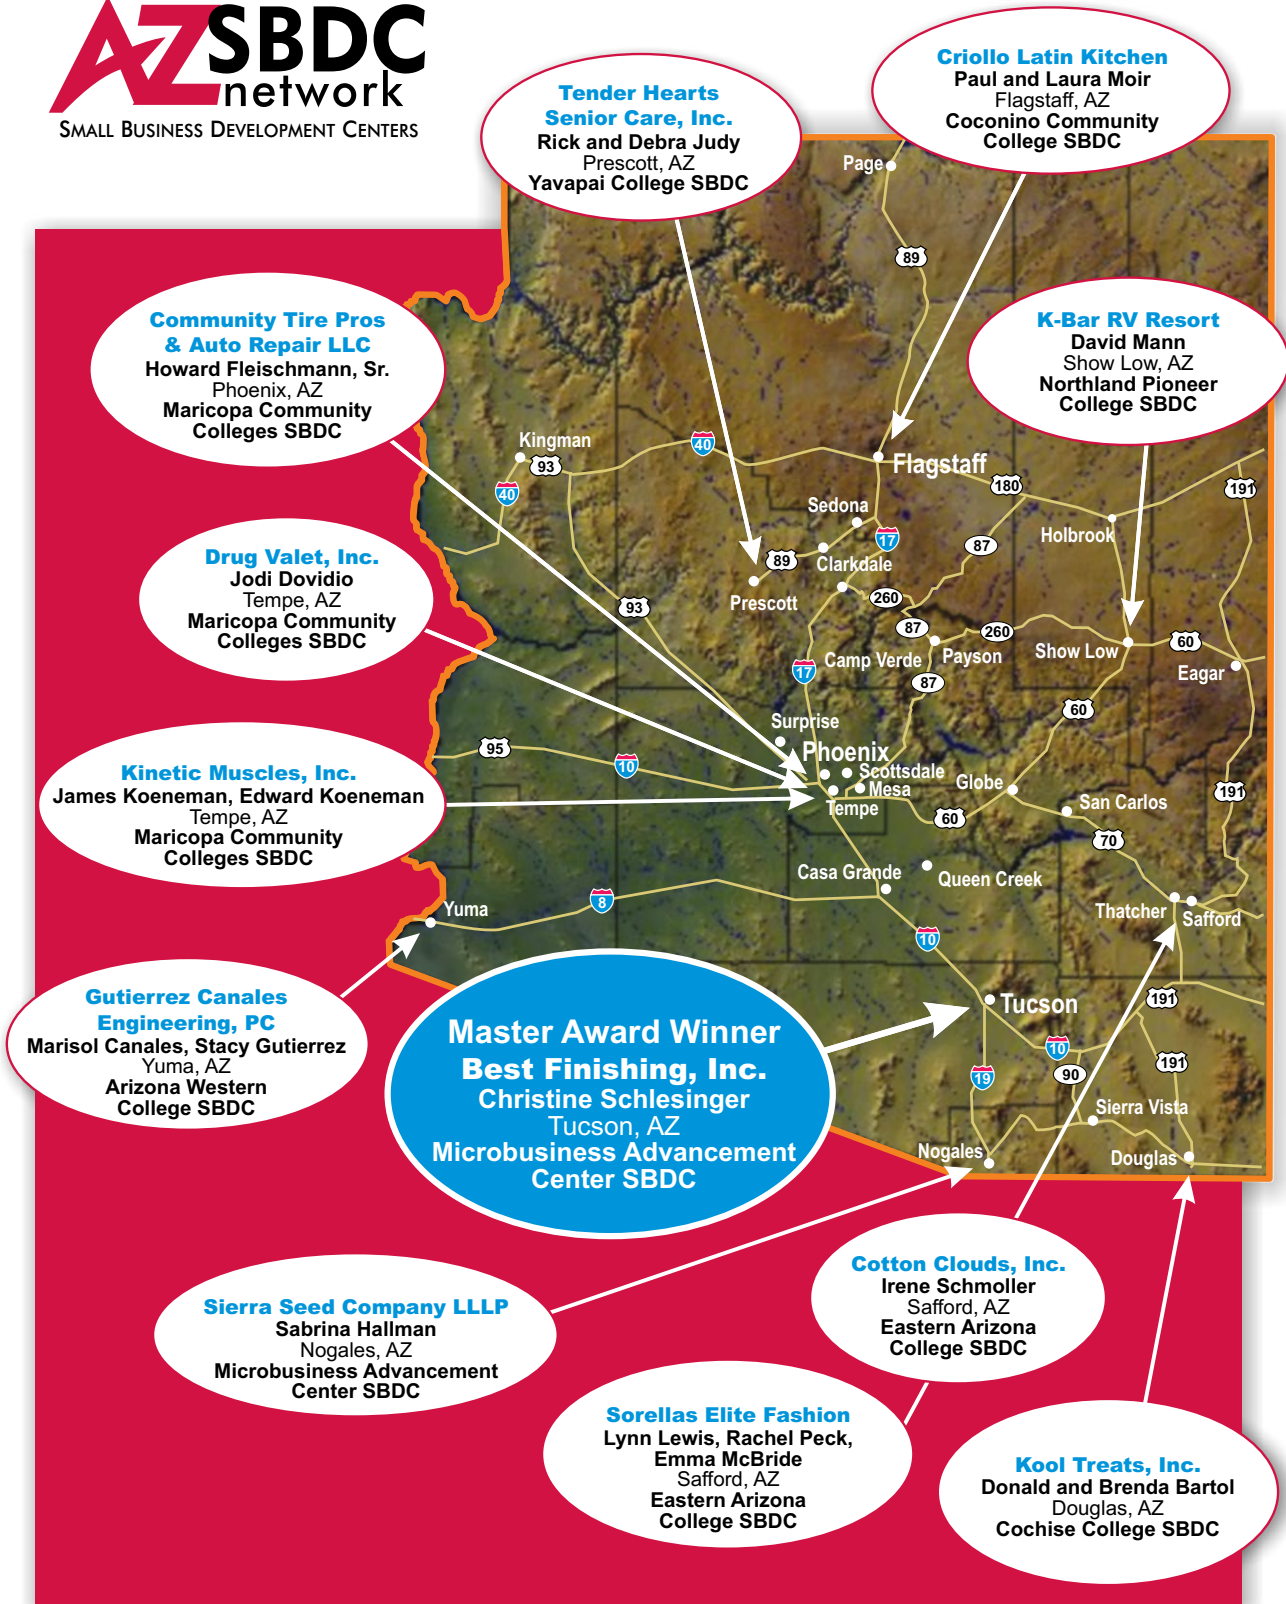 AZSBDC
network
SMALL BUSINESS DEVELOPMENT CENTERS
Criollo Latin Kitchen
Paul and Laura Moir
Flagstaff, AZ
Coconino Community
College SBDC
Tender Hearts
Senior Care, Inc.
Rick and Debra Judy
Prescott, AZ
Yavapai College SBDC
Page
89
Community Tire Pros
& Auto Repair LLC
Howard Fleischmann, Sr.
Phoenix, AZ
Maricopa Community
Colleges SBDC
K-Bar RV Resort
David Mann
Show Low, AZ
Northland Pioneer
College SBDC
Kingman
93
40
40
Flagstaff
180
191
Sedona
17
Holbrook
87
89
Clarkdale
Prescott
260
93
87
260
Camp Verde
Payson
Show Low
60
Eagar
17
87
60
Drug Valet, Inc.
Jodi Dovidio
Tempe, AZ
Maricopa Community
Colleges SBDC
Surprise
Phoenix
95
10
Scottsdale
Mesa
Tempe
Globe
San Carlos
191
60
70
Kinetic Muscles, Inc.
James Koeneman, Edward Koeneman
Tempe, AZ
Maricopa Community
Colleges SBDC
Casa Grande
Queen Creek
Yuma
8
Thatcher
Safford
10
Gutierrez Canales
Engineering, PC
Marisol Canales, Stacy Gutierrez
Yuma, AZ
Arizona Western
College SBDC
Master Award Winner
Best Finishing, Inc.
Christine Schlesinger
Tucson, AZ
Microbusiness Advancement
Center SBDC
Tucson
191
10
19
90
191
Sierra Vista
Nogales
Douglas
Sierra Seed Company LLLP
Sabrina Hallman
Nogales, AZ
Microbusiness Advancement
Center SBDC
Cotton Clouds, Inc.
Irene Schmoller
Safford, AZ
Eastern Arizona
College SBDC
Sorellas Elite Fashion
Lynn Lewis, Rachel Peck,
Emma McBride
Safford, AZ
Eastern Arizona
College SBDC
Kool Treats, Inc.
Donald and Brenda Bartol
Douglas, AZ
Cochise College SBDC